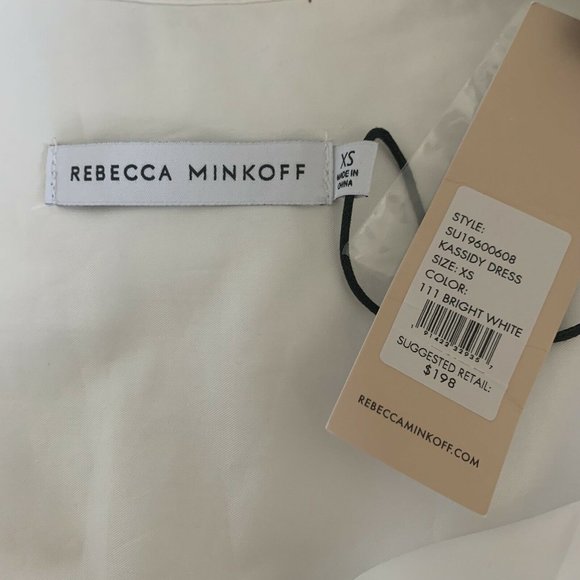 REBECCA MINKOFF
XS
MADE IN
CHINA
STYLE:
SU19600608
KASSIDY DRESS
SIZE: XS
COLOR:
111 BRIGHT WHITE
SUGGESTED RETAIL:
$198
REBECCAMINKOFF.COM